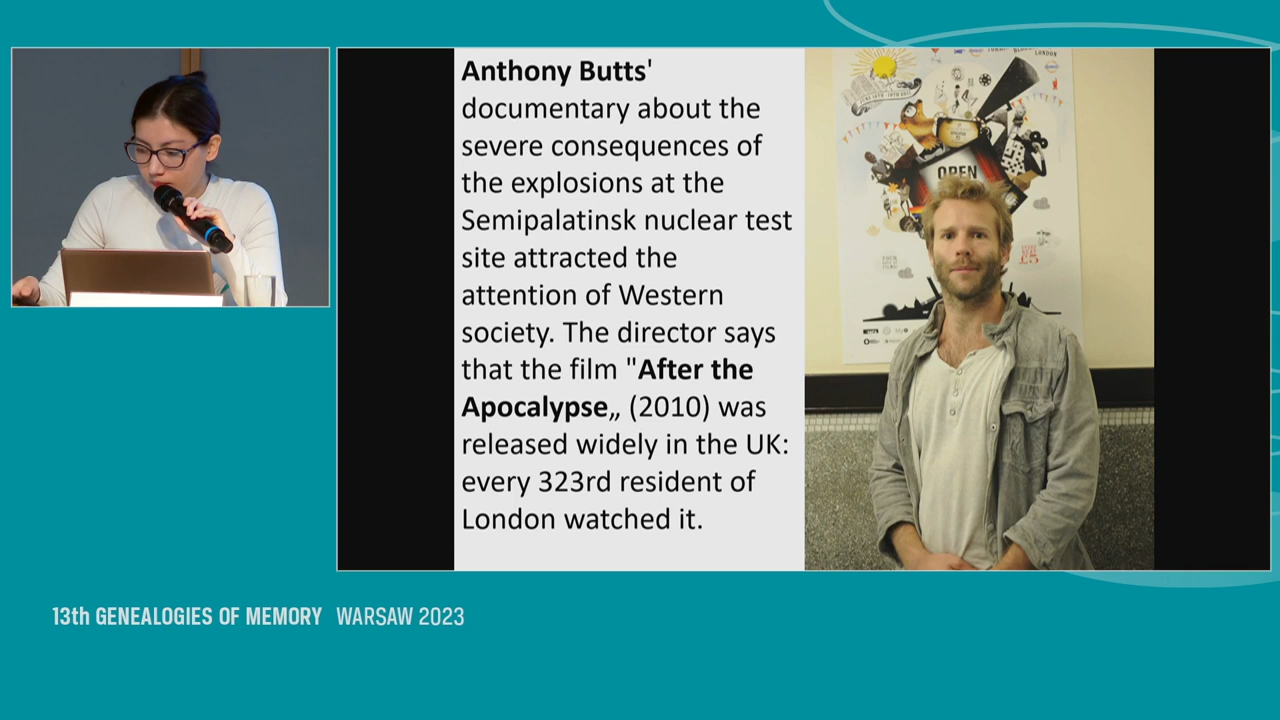 Anthony Butts'
documentary about the
severe consequences of
the explosions at the
Semipalatinsk nuclear test
site attracted the
attention of Western
society. The director says
that the film "After the
Apocalypse„ (2010) was
released widely in the UK:
every 323rd resident of
London watched it.
LONDON
OPEN
£5
13th GENEALOGIES OF MEMORY WARSAW 2023